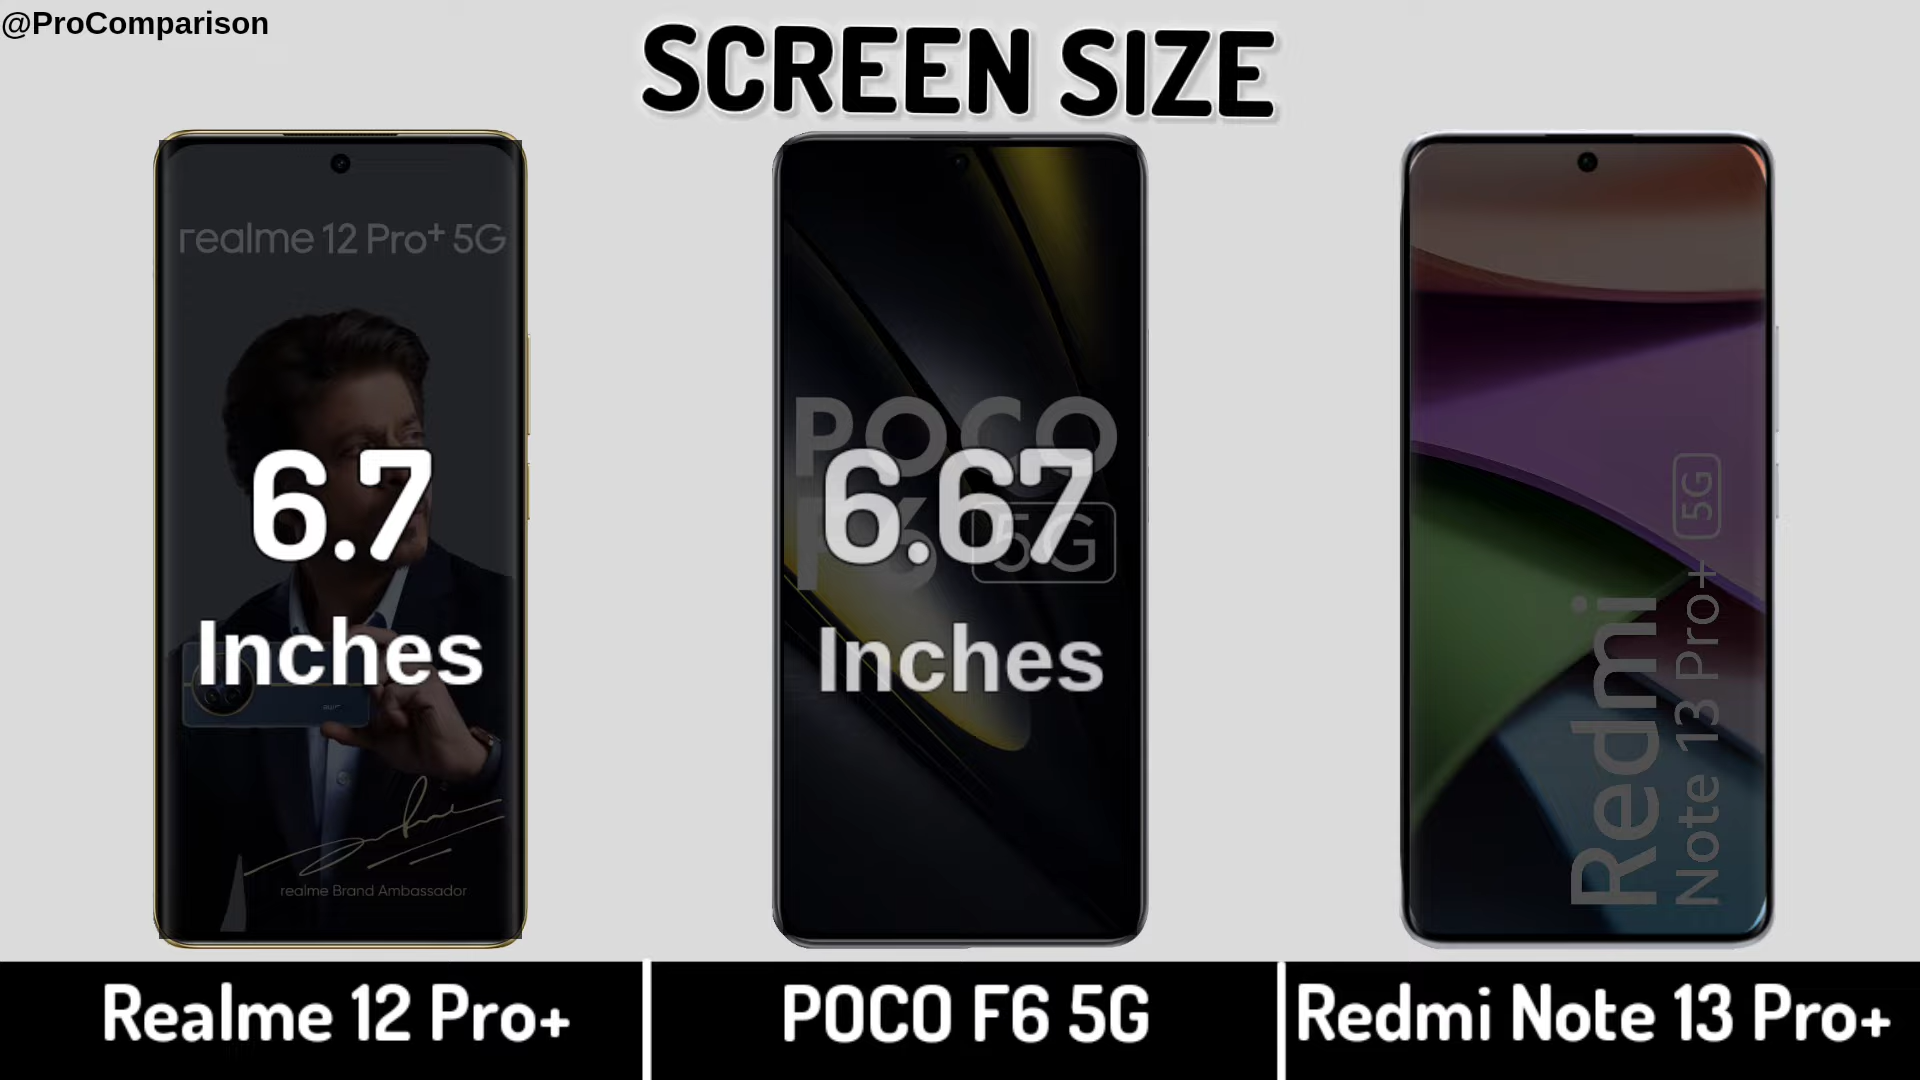 @ProComparison
SCREEN SIZE
realme 12 Pro+ 5G
6.7
Inches
realme Brand Ambassador
POCO
F6 5G
6.67
Inches
Redmi
Note 13 Pro+ 5G
Realme 12 Pro+
POCO F6 5G
Redmi Note 13 Pro+